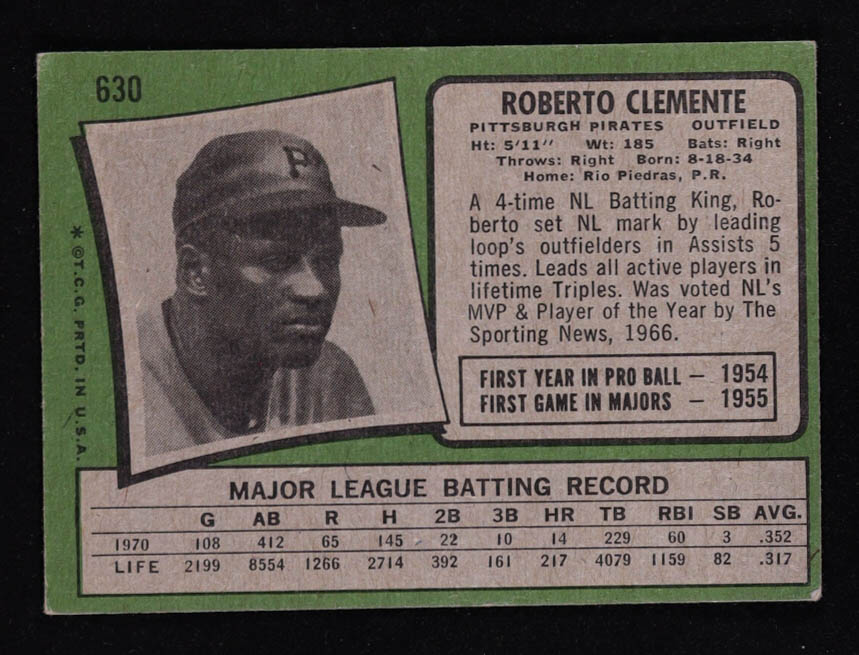 630
ROBERTO CLEMENTE
PITTSBURGH PIRATES OUTFIELD
Ht: 5'11" Wt: 185 Bats: Right
Throws: Right Born: 8-18-34
Home: Rio Piedras, P.R.
A 4-time NL Batting King, Ro-
berto set NL mark by leading
loop's outfielders in Assists 5
times. Leads all active players in
lifetime Triples. Was voted NL's
MVP & Player of the Year by The
Sporting News, 1966.
FIRST YEAR IN PRO BALL — 1954
FIRST GAME IN MAJORS — 1955
P
* ©T.C.G. PRTD. IN U.S.A.
MAJOR LEAGUE BATTING RECORD
G AB R H 2B 3B HR TB RBI SB AVG.
1970 108 412 65 145 22 10 14 229 60 3 .352
LIFE 2199 8554 1266 2714 392 161 217 4079 1159 82 .317